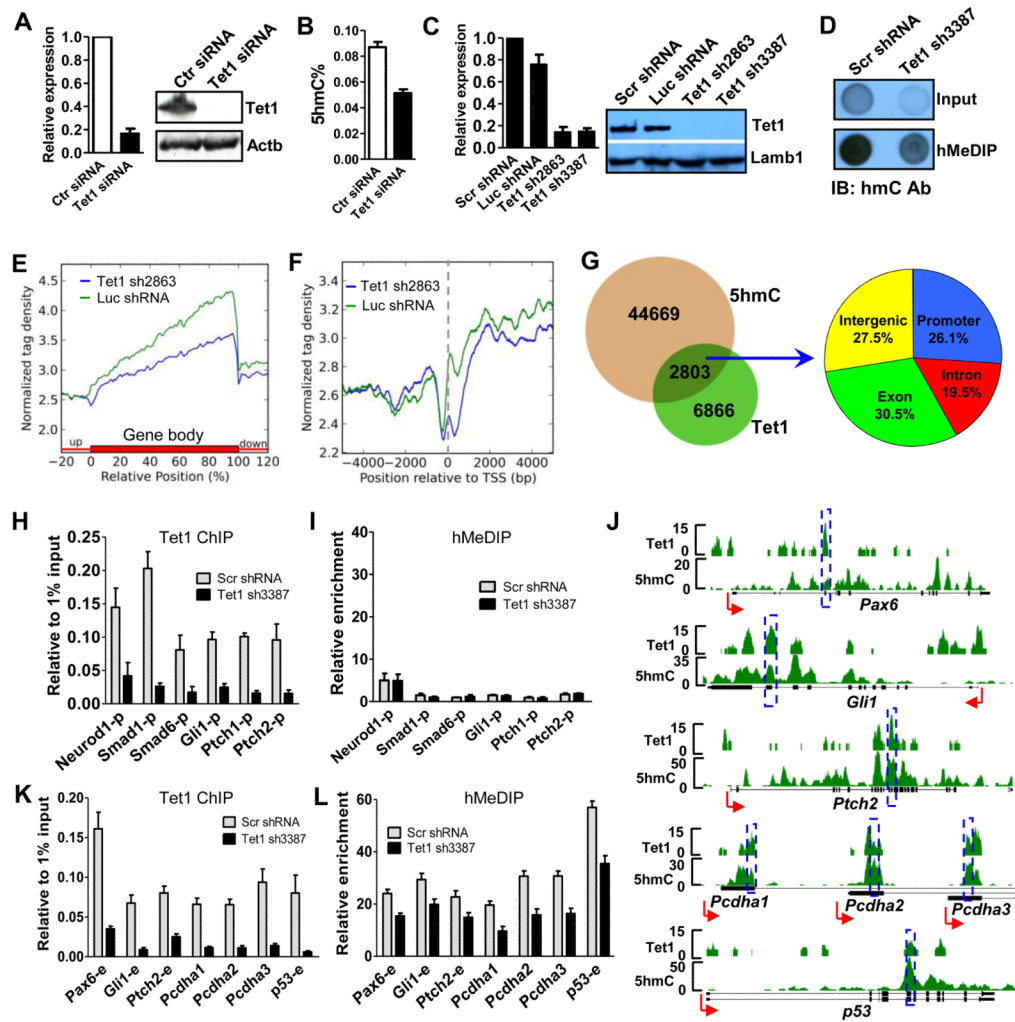 A
Relative expression
1.0
0.8
0.6
0.4
0.2
0.0
Ctr siRNA
Tet1 siRNA
Ctr siRNA
Tet1 siRNA
Tet1
Actb
B
5hmC%
0.10
0.08
0.06
0.04
0.02
0.00
Ctr siRNA
Tet1 siRNA
C
Relative expression
1.0
0.8
0.6
0.4
0.2
0.0
Scr shRNA
Luc shRNA
Tet1 sh2863
Tet1 sh3387
Scr shRNA
Luc shRNA
Tet1 sh2863
Tet1 sh3387
Tet1
Lamb1
D
Scr shRNA
Tet1 sh3387
Input
hMeDIP
IB: hmC Ab
E
Normalized tag density
4.5
4.0
3.5
3.0
2.5
2.0
Tet1 sh2863
Luc shRNA
up
Gene body
down
−20 0 20 40 60 80 100 120
Relative Position (%)
F
Normalized tag density
3.4
3.2
3.0
2.8
2.6
2.4
2.2
Tet1 sh2863
Luc shRNA
−4000 −2000 0 2000 4000
Position relative to TSS (bp)
G
44669
5hmC
2803
6866
Tet1
Intergenic
27.5%
Promoter
26.1%
Intron
19.5%
Exon
30.5%
H
Tet1 ChIP
Relative to 1% input
0.25
0.20
0.15
0.10
0.05
0.00
Scr shRNA
Tet1 sh3387
Neurod1-p
Smad1-p
Smad6-p
Gli1-p
Ptch1-p
Ptch2-p
I
hMeDIP
Relative enrichment
40
30
20
10
0
Scr shRNA
Tet1 sh3387
Neurod1-p
Smad1-p
Smad6-p
Gli1-p
Ptch1-p
Ptch2-p
J
Tet1
15
0
5hmC
20
0
Pax6
Tet1
15
0
5hmC
35
0
Gli1
Tet1
15
0
5hmC
50
0
Ptch2
Tet1
15
0
5hmC
30
0
Pcdha1
Pcdha2
Pcdha3
Tet1
15
0
5hmC
50
0
p53
K
Tet1 ChIP
Relative to 1% input
0.20
0.15
0.10
0.05
0.00
Scr shRNA
Tet1 sh3387
Pax6-e
Gli1-e
Ptch2-e
Pcdha1
Pcdha2
Pcdha3
p53-e
L
hMeDIP
Relative enrichment
60
40
20
0
Scr shRNA
Tet1 sh3387
Pax6-e
Gli1-e
Ptch2-e
Pcdha1
Pcdha2
Pcdha3
p53-e